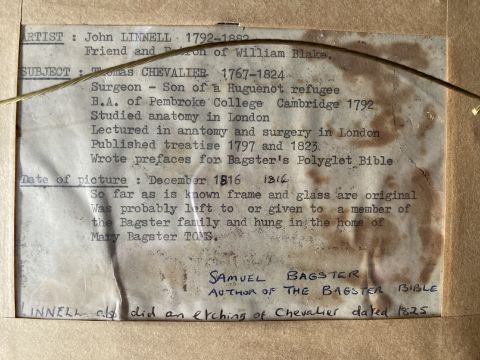 ARTIST : John LINNELL 1792-1882
Friend and Patron of William Blake.
SUBJECT : Thomas CHEVALIER 1767-1824
Surgeon - Son of a Huguenot refugee
B.A. of Pembroke College Cambridge 1792
Studied anatomy in London
Lectured in anatomy and surgery in London
Published treatise 1797 and 1823
Wrote prefaces for Bagster's Polyglot Bible
Date of picture : December 1816 1816
So far as is known frame and glass are original
Was probably left to or given to a member of
the Bagster family and hung in the home of
Mary Bagster TOMS.
SAMUEL BAGSTER
AUTHOR OF THE BAGSTER BIBLE
LINNELL also did an etching of Chevalier dated 1825